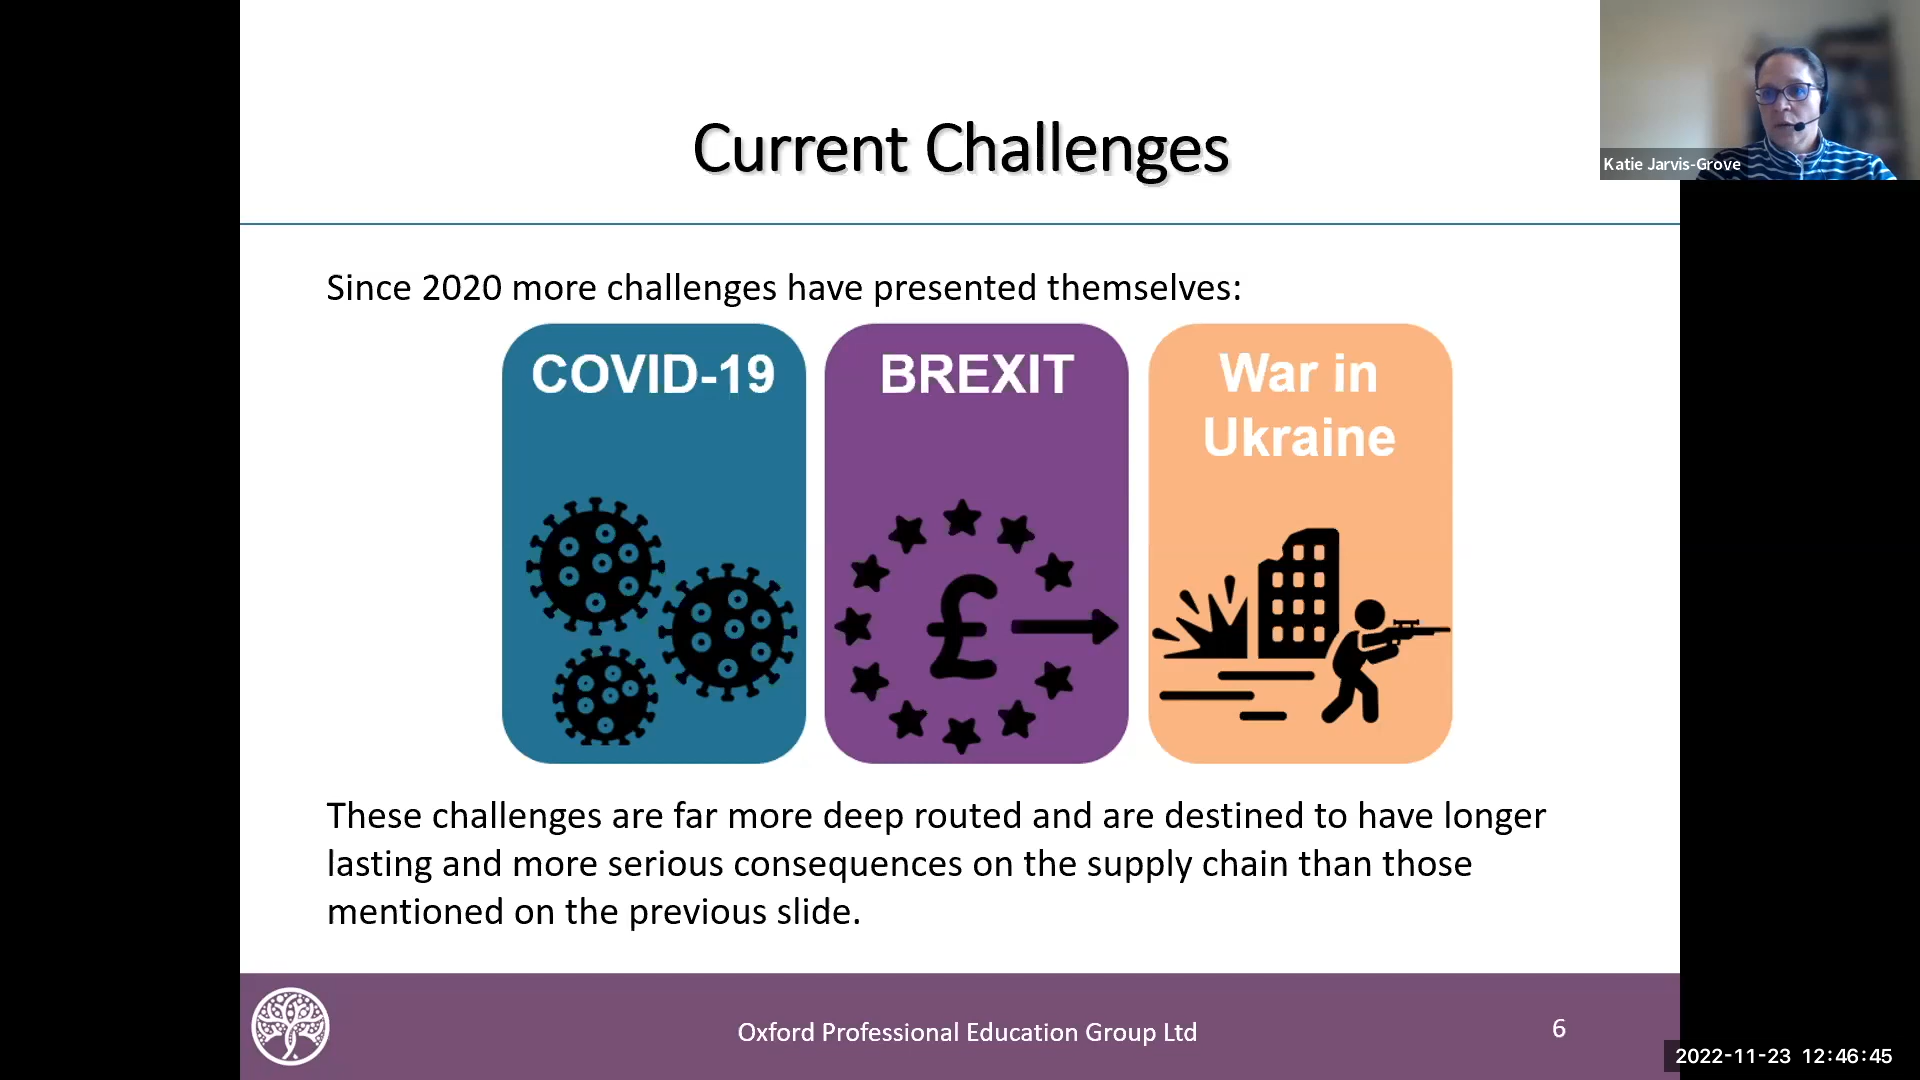 Current Challenges
Katie Jarvis-Grove
Since 2020 more challenges have presented themselves:
COVID-19
BREXIT
War in
Ukraine
£
These challenges are far more deep routed and are destined to have longer
lasting and more serious consequences on the supply chain than those
mentioned on the previous slide.
Oxford Professional Education Group Ltd
6
2022-11-23 12:46:45